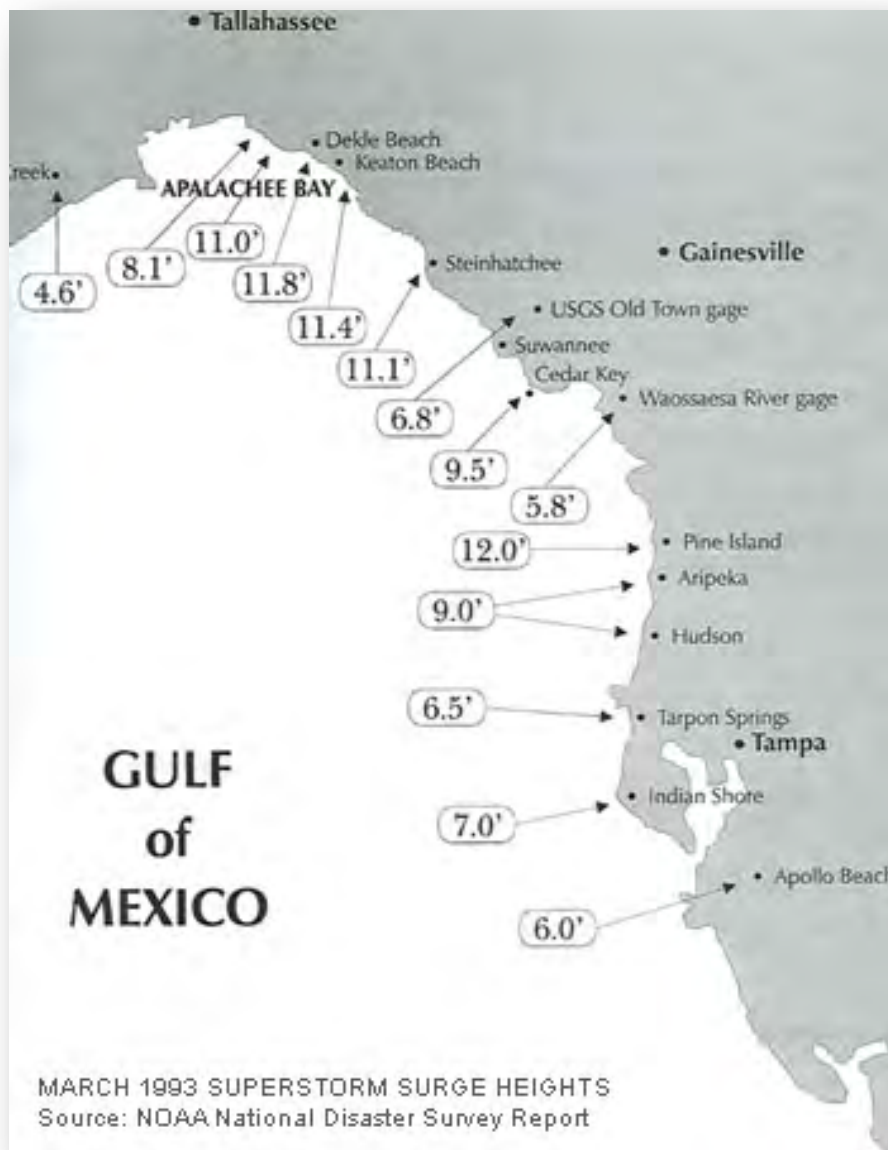 Tallahassee
Dekle Beach
Keaton Beach
reek
APALACHEE BAY
11.0'
8.1'
11.8'
4.6'
11.4'
11.1'
Steinhatchee
Gainesville
USGS Old Town gage
Suwannee
6.8'
Cedar Key
Waossaesa River gage
9.5'
5.8'
12.0'
Pine Island
Aripeka
9.0'
Hudson
6.5'
Tarpon Springs
Tampa
Indian Shore
7.0'
Apollo Beach
6.0'
GULF
of
MEXICO
MARCH 1993 SUPERSTORM SURGE HEIGHTS
Source: NOAA National Disaster Survey Report